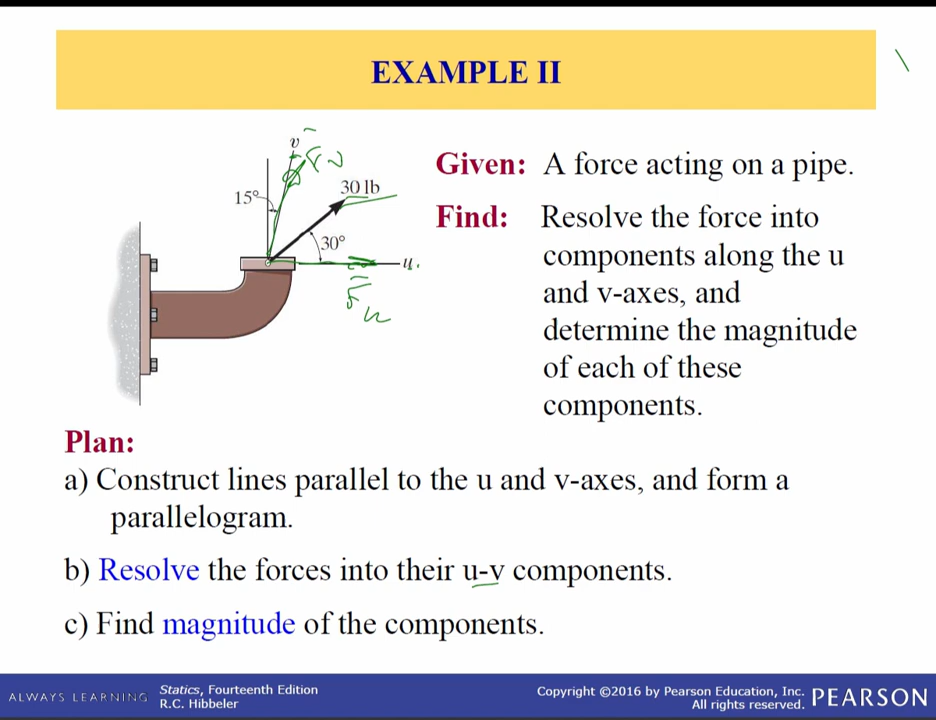 EXAMPLE II
v
Fv
15°
30 lb
30°
u
Fu
Given: A force acting on a pipe.
Find: Resolve the force into
components along the u
and v-axes, and
determine the magnitude
of each of these
components.
Plan:
a) Construct lines parallel to the u and v-axes, and form a
parallelogram.
b) Resolve the forces into their u-v components.
c) Find magnitude of the components.
ALWAYS LEARNING
Statics, Fourteenth Edition
R.C. Hibbeler
Copyright ©2016 by Pearson Education, Inc.
All rights reserved.
PEARSON